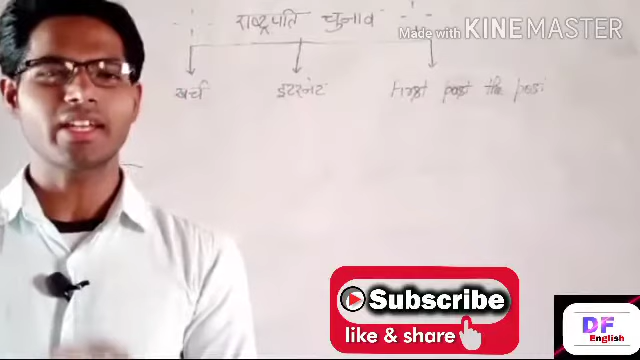 राष्ट्रपति चुनाव
Made with KINEMASTER
खर्च इंटरनेट First past the post
Subscribe
like & share
DF
English